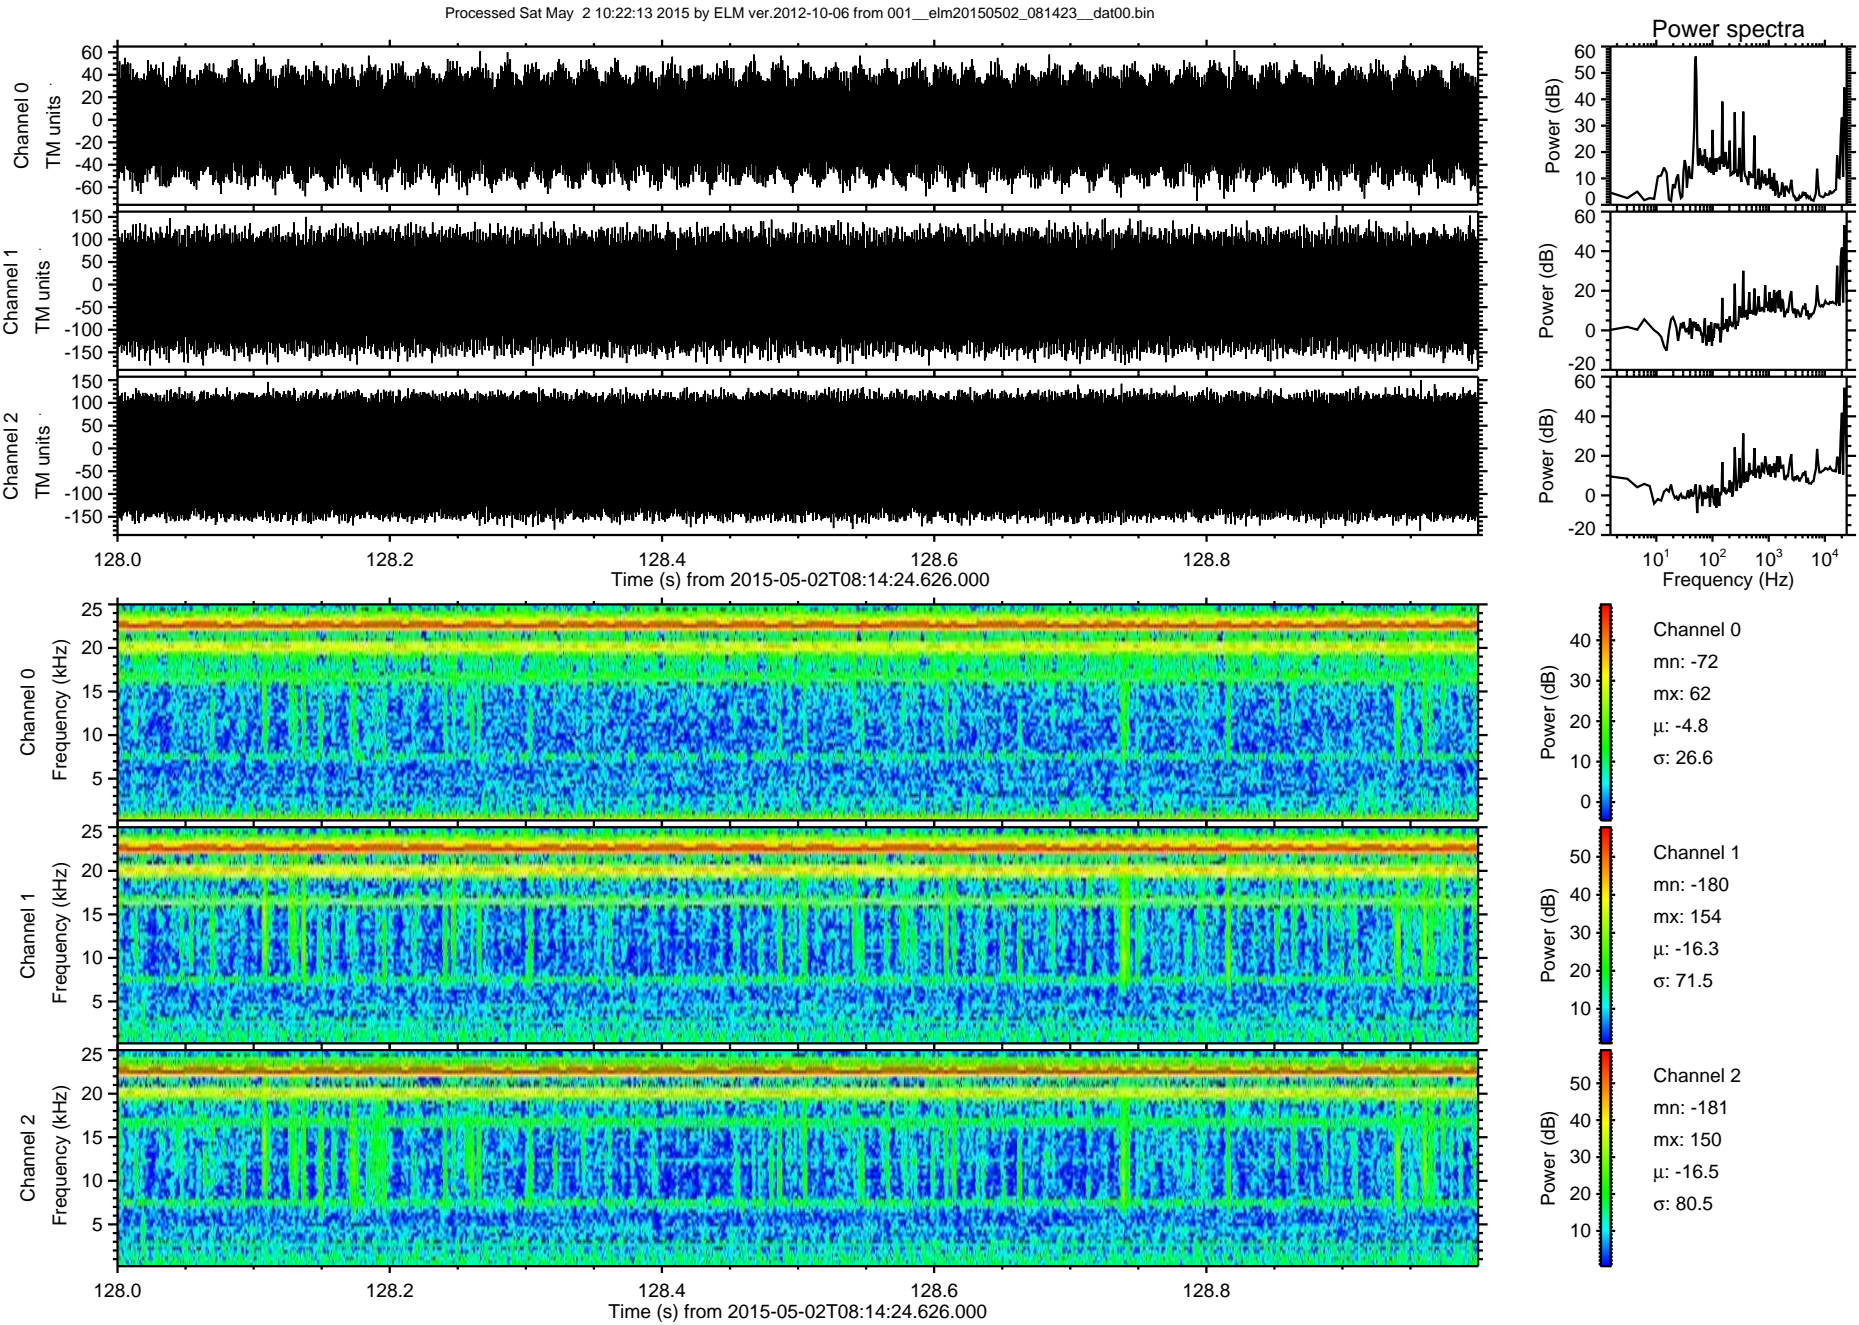 Processed Sat May 2 10:22:13 2015 by ELM ver.2012-10-06 from 001__elm20150502_081423__dat00.bin
Power spectra
Channel 0
TM units
60
40
20
0
-20
-40
-60
Power (dB)
60
50
40
30
20
10
0
Channel 1
TM units
150
100
50
0
-50
-100
-150
Power (dB)
60
40
20
0
-20
Channel 2
TM units
150
100
50
0
-50
-100
-150
Power (dB)
60
40
20
0
-20
128.0 128.2 128.4 128.6 128.8
Time (s) from 2015-05-02T08:14:24.626.000
10¹ 10² 10³ 10⁴
Frequency (Hz)
Channel 0
Frequency (kHz)
25
20
15
10
5
Power (dB)
40
30
20
10
0
Channel 0
mn: -72
mx: 62
μ: -4.8
σ: 26.6
Channel 1
Frequency (kHz)
25
20
15
10
5
Power (dB)
50
40
30
20
10
Channel 1
mn: -180
mx: 154
μ: -16.3
σ: 71.5
Channel 2
Frequency (kHz)
25
20
15
10
5
Power (dB)
50
40
30
20
10
Channel 2
mn: -181
mx: 150
μ: -16.5
σ: 80.5
128.0 128.2 128.4 128.6 128.8
Time (s) from 2015-05-02T08:14:24.626.000